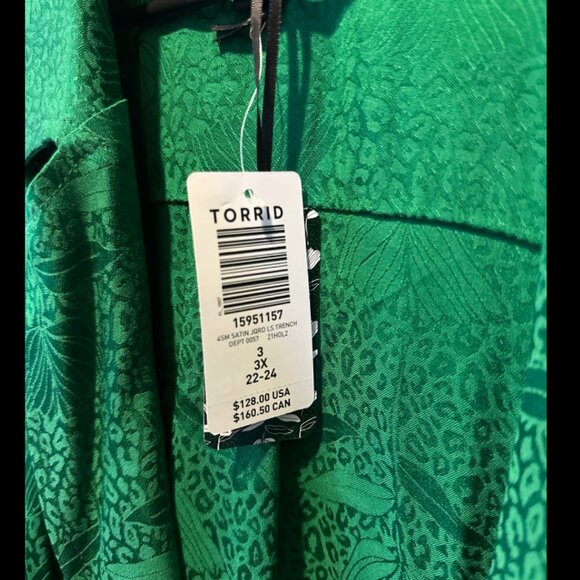 TORRID
15951157
4SM SATIN JQRD LS TRENCH
DEPT 0057 21HOL2
3
3X
22-24
$128.00 USA
$160.50 CAN